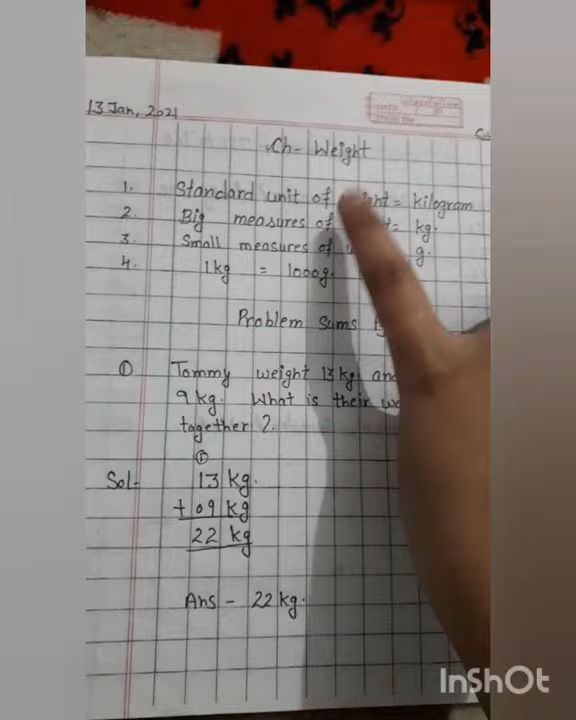 13 Jan, 2021
Ch- Weight
1. Standard unit of = kilogram
2. Big measures of = kg.
3. Small measures of g.
4. 1kg = 1000g.
Problem Sums
① Tommy weight 13 kg. and
9 kg. What is their
together?
①
Sol- 13 kg.
+ 09 kg
22 kg
Ans - 22 kg.
InShOt